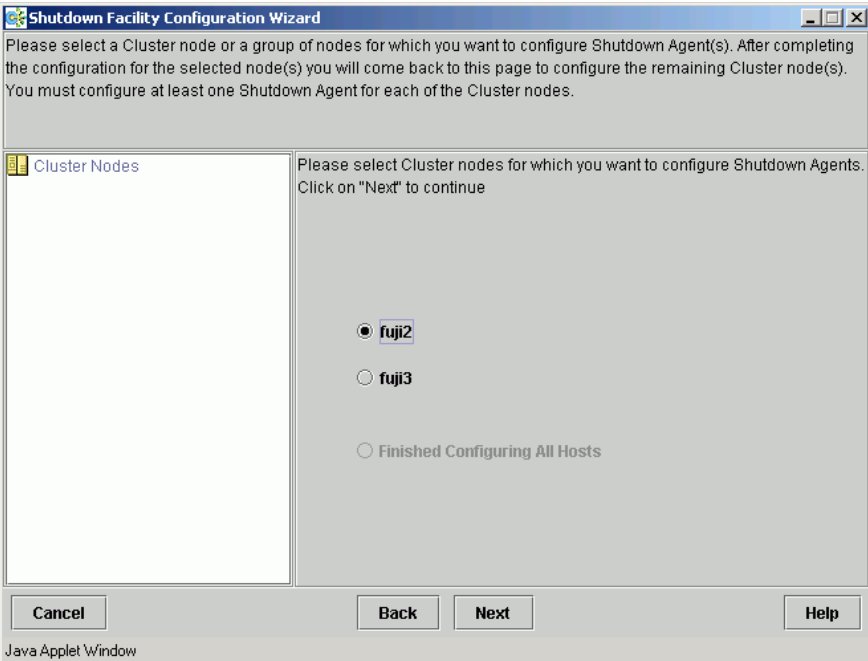 Shutdown Facility Configuration Wizard
Please select a Cluster node or a group of nodes for which you want to configure Shutdown Agent(s). After completing
the configuration for the selected node(s) you will come back to this page to configure the remaining Cluster node(s).
You must configure at least one Shutdown Agent for each of the Cluster nodes.
Cluster Nodes
Please select Cluster nodes for which you want to configure Shutdown Agents.
Click on "Next" to continue
fuji2
fuji3
Finished Configuring All Hosts
Cancel
Back
Next
Help
Java Applet Window